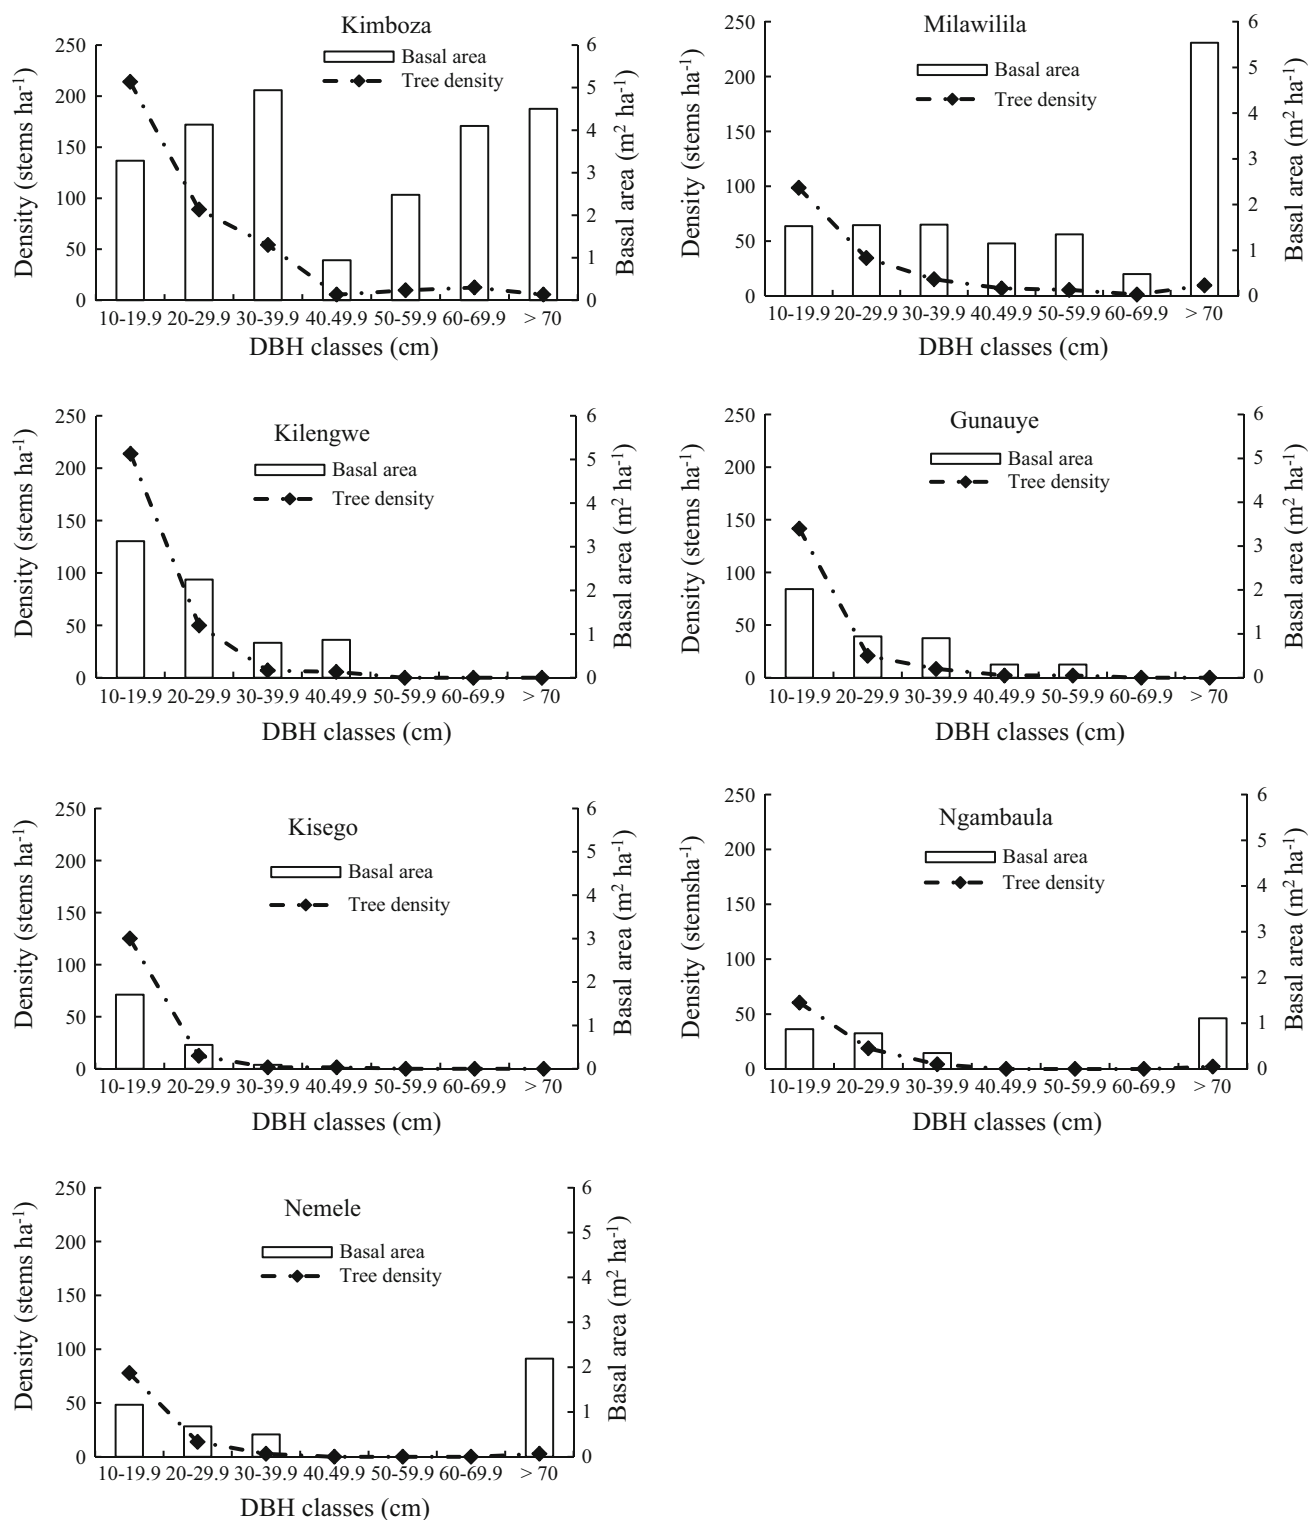 Kimboza
Basal area
Tree density
Density (stems ha⁻¹)
250
200
150
100
50
0
6
5
4
3
2
1
0
Basal area (m² ha⁻¹)
10-19.9 20-29.9 30-39.9 40.49.9 50-59.9 60-69.9 > 70
DBH classes (cm)
Milawilila
Basal area
Tree density
Density (stems ha⁻¹)
250
200
150
100
50
0
6
5
4
3
2
1
0
Basal area (m² ha⁻¹)
10-19.9 20-29.9 30-39.9 40.49.9 50-59.9 60-69.9 > 70
DBH classes (cm)
Kilengwe
Basal area
Tree density
Density (stems ha⁻¹)
250
200
150
100
50
0
6
5
4
3
2
1
0
Basal area (m² ha⁻¹)
10-19.9 20-29.9 30-39.9 40.49.9 50-59.9 60-69.9 > 70
DBH classes (cm)
Gunauye
Basal area
Tree density
Density (stems ha⁻¹)
250
200
150
100
50
0
6
5
4
3
2
1
0
Basal area (m² ha⁻¹)
10-19.9 20-29.9 30-39.9 40.49.9 50-59.9 60-69.9 > 70
DBH classes (cm)
Kisego
Basal area
Tree density
Density (stems ha⁻¹)
250
200
150
100
50
0
6
5
4
3
2
1
0
Basal area (m² ha⁻¹)
10-19.9 20-29.9 30-39.9 40.49.9 50-59.9 60-69.9 > 70
DBH classes (cm)
Ngambaula
Basal area
Tree density
Density (stemsha⁻¹)
250
200
150
100
50
0
6
5
4
3
2
1
0
Basal area (m² ha⁻¹)
10-19.9 20-29.9 30-39.9 40.49.9 50-59.9 60-69.9 > 70
DBH classes (cm)
Nemele
Basal area
Tree density
Density (stems ha⁻¹)
250
200
150
100
50
0
6
5
4
3
2
1
0
Basal area (m² ha⁻¹)
10-19.9 20-29.9 30-39.9 40.49.9 50-59.9 60-69.9 > 70
DBH classes (cm)